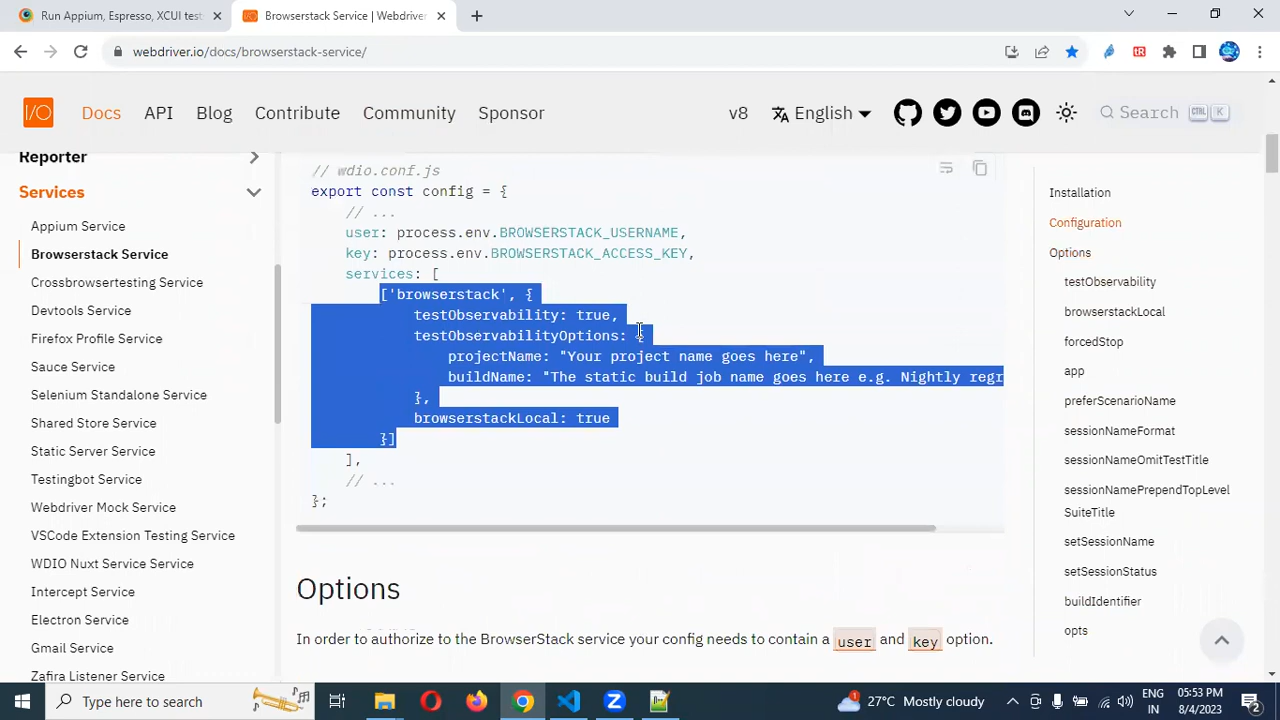 Run Appium, Espresso, XCUI test
Browserstack Service | Webdriver
webdriver.io/docs/browserstack-service/
Docs
API
Blog
Contribute
Community
Sponsor
v8
English
Search
CTRL
K
Reporter
Services
Appium Service
Browserstack Service
Crossbrowsertesting Service
Devtools Service
Firefox Profile Service
Sauce Service
Selenium Standalone Service
Shared Store Service
Static Server Service
Testingbot Service
Webdriver Mock Service
VSCode Extension Testing Service
WDIO Nuxt Service Service
Intercept Service
Electron Service
Gmail Service
Zafira Listener Service
// wdio.conf.js
export const config = {
// ...
user: process.env.BROWSERSTACK_USERNAME,
key: process.env.BROWSERSTACK_ACCESS_KEY,
services: [
['browserstack', {
testObservability: true,
testObservabilityOptions: {
projectName: "Your project name goes here",
buildName: "The static build job name goes here e.g. Nightly regr
},
browserstackLocal: true
}]
],
// ...
};
Options
In order to authorize to the BrowserStack service your config needs to contain a user and key option.
Installation
Configuration
Options
testObservability
browserstackLocal
forcedStop
app
preferScenarioName
sessionNameFormat
sessionNameOmitTestTitle
sessionNamePrependTopLevel
SuiteTitle
setSessionName
setSessionStatus
buildIdentifier
opts
Type here to search
27°C Mostly cloudy
ENG
IN
05:53 PM
8/4/2023
2